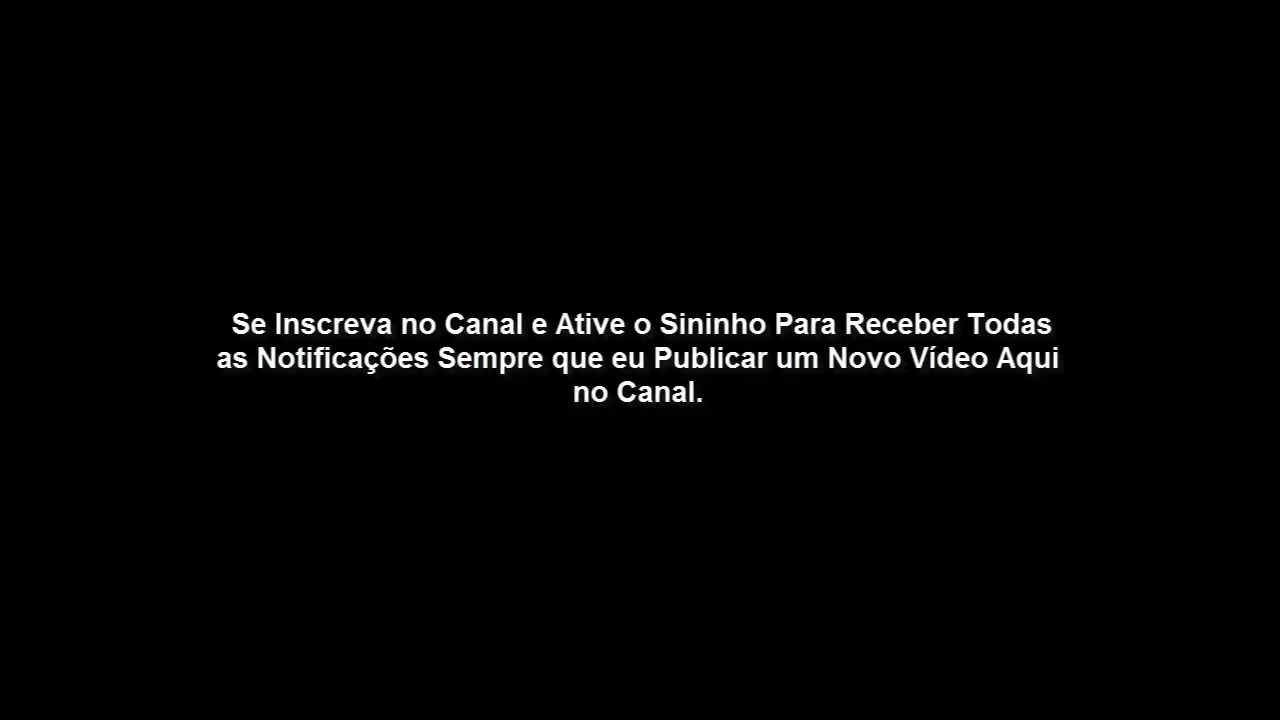 Se Inscreva no Canal e Ative o Sininho Para Receber Todas
as Notificações Sempre que eu Publicar um Novo Vídeo Aqui
no Canal.